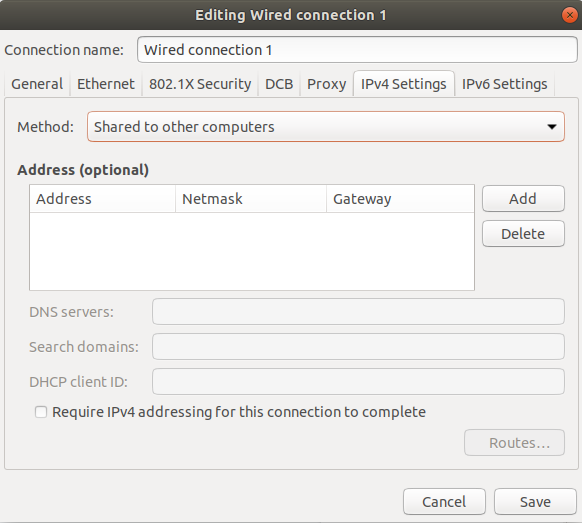 Editing Wired connection 1
Connection name: Wired connection 1
General Ethernet 802.1X Security DCB Proxy IPv4 Settings IPv6 Settings
Method: Shared to other computers
Address (optional)
Address Netmask Gateway Add
Delete
DNS servers:
Search domains:
DHCP client ID:
Require IPv4 addressing for this connection to complete
Routes...
Cancel Save